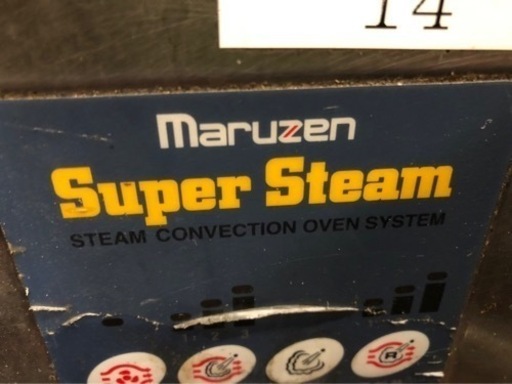 14
maruzen
Super Steam
STEAM CONVECTION OVEN SYSTEM
R